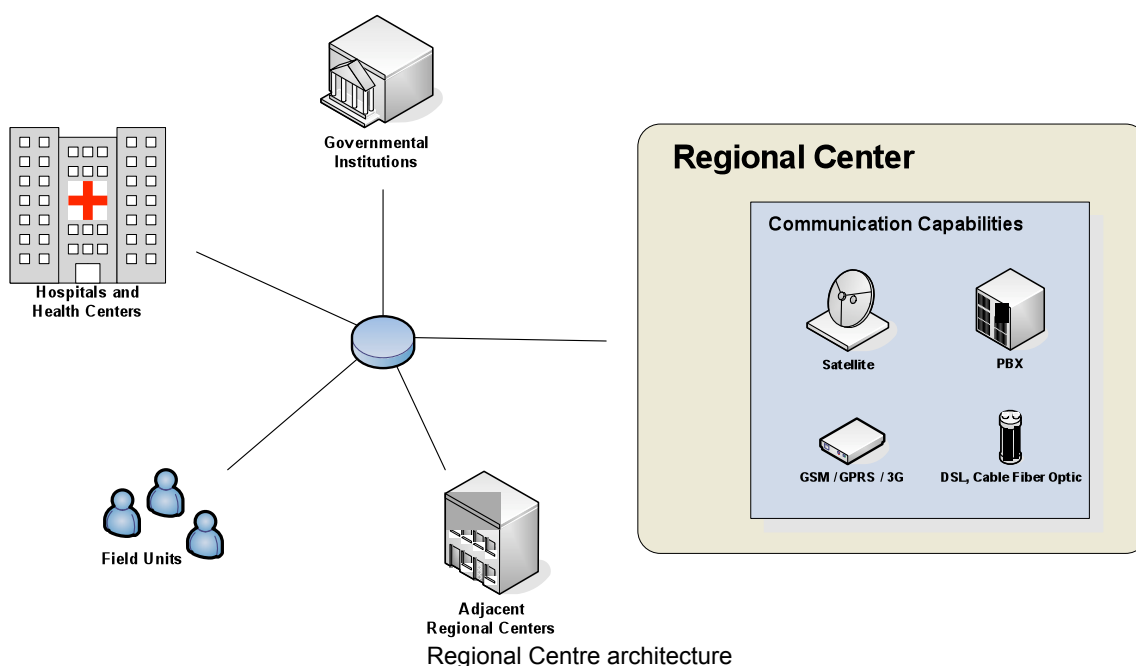 Governmental
Institutions
Hospitals and
Health Centers
Field Units
Adjacent
Regional Centers
Regional Center
Communication Capabilities
Satellite
PBX
GSM / GPRS / 3G
DSL, Cable Fiber Optic
Regional Centre architecture